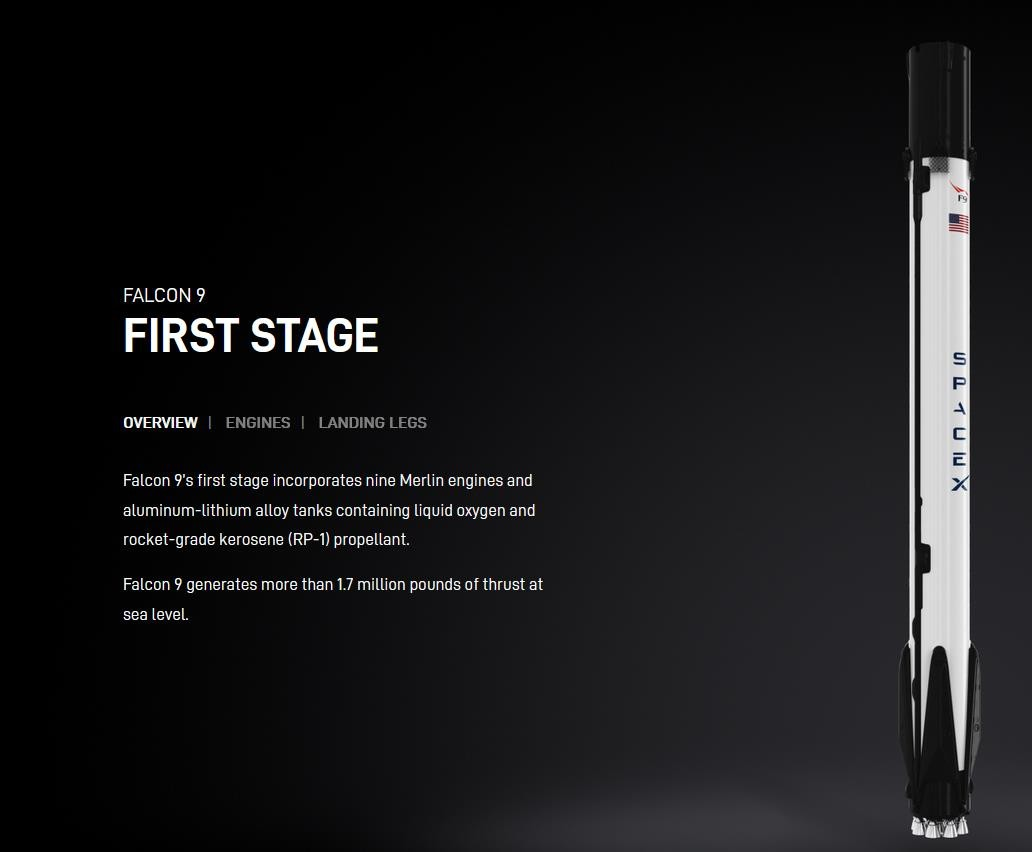 FALCON 9
FIRST STAGE
OVERVIEW | ENGINES | LANDING LEGS
Falcon 9's first stage incorporates nine Merlin engines and
aluminum-lithium alloy tanks containing liquid oxygen and
rocket-grade kerosene (RP-1) propellant.
Falcon 9 generates more than 1.7 million pounds of thrust at
sea level.
F9
SPACEX